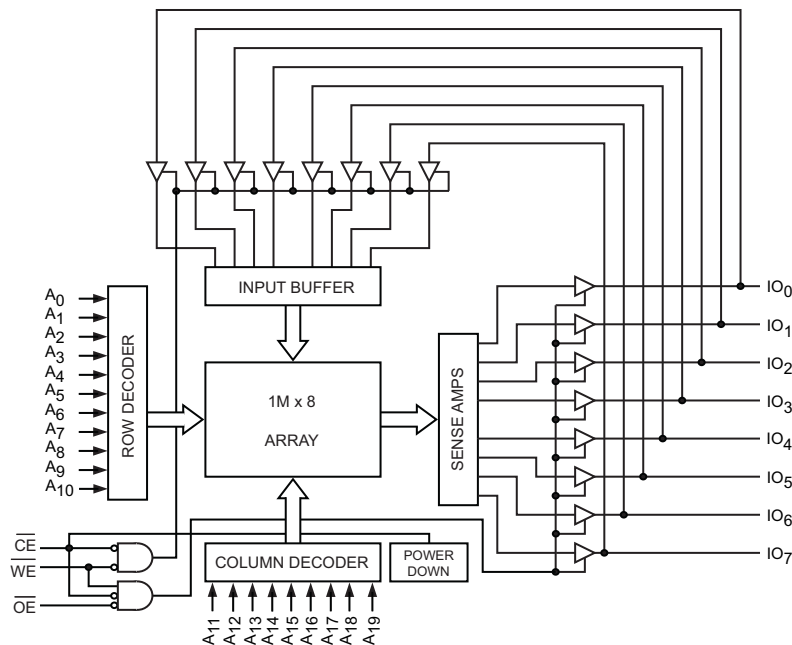 INPUT BUFFER
A0
A1
A2
A3
A4
A5
A6
A7
A8
A9
A10
ROW DECODER
1M x 8
ARRAY
SENSE AMPS
IO0
IO1
IO2
IO3
IO4
IO5
IO6
IO7
CE
WE
OE
COLUMN DECODER
POWER
DOWN
A11
A12
A13
A14
A15
A16
A17
A18
A19